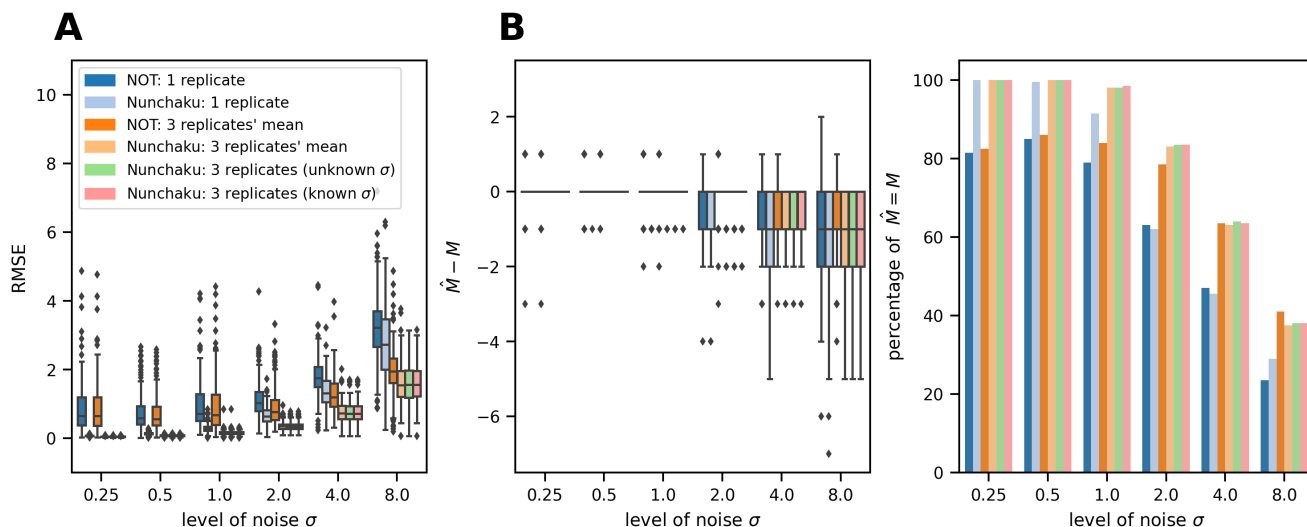 A
B
RMSE
10
8
6
4
2
0
NOT: 1 replicate
Nunchaku: 1 replicate
NOT: 3 replicates' mean
Nunchaku: 3 replicates' mean
Nunchaku: 3 replicates (unknown σ)
Nunchaku: 3 replicates (known σ)
0.25 0.5 1.0 2.0 4.0 8.0
level of noise σ
M̂ − M
2
0
−2
−4
−6
0.25 0.5 1.0 2.0 4.0 8.0
level of noise σ
percentage of M̂ = M
100
80
60
40
20
0
0.25 0.5 1.0 2.0 4.0 8.0
level of noise σ